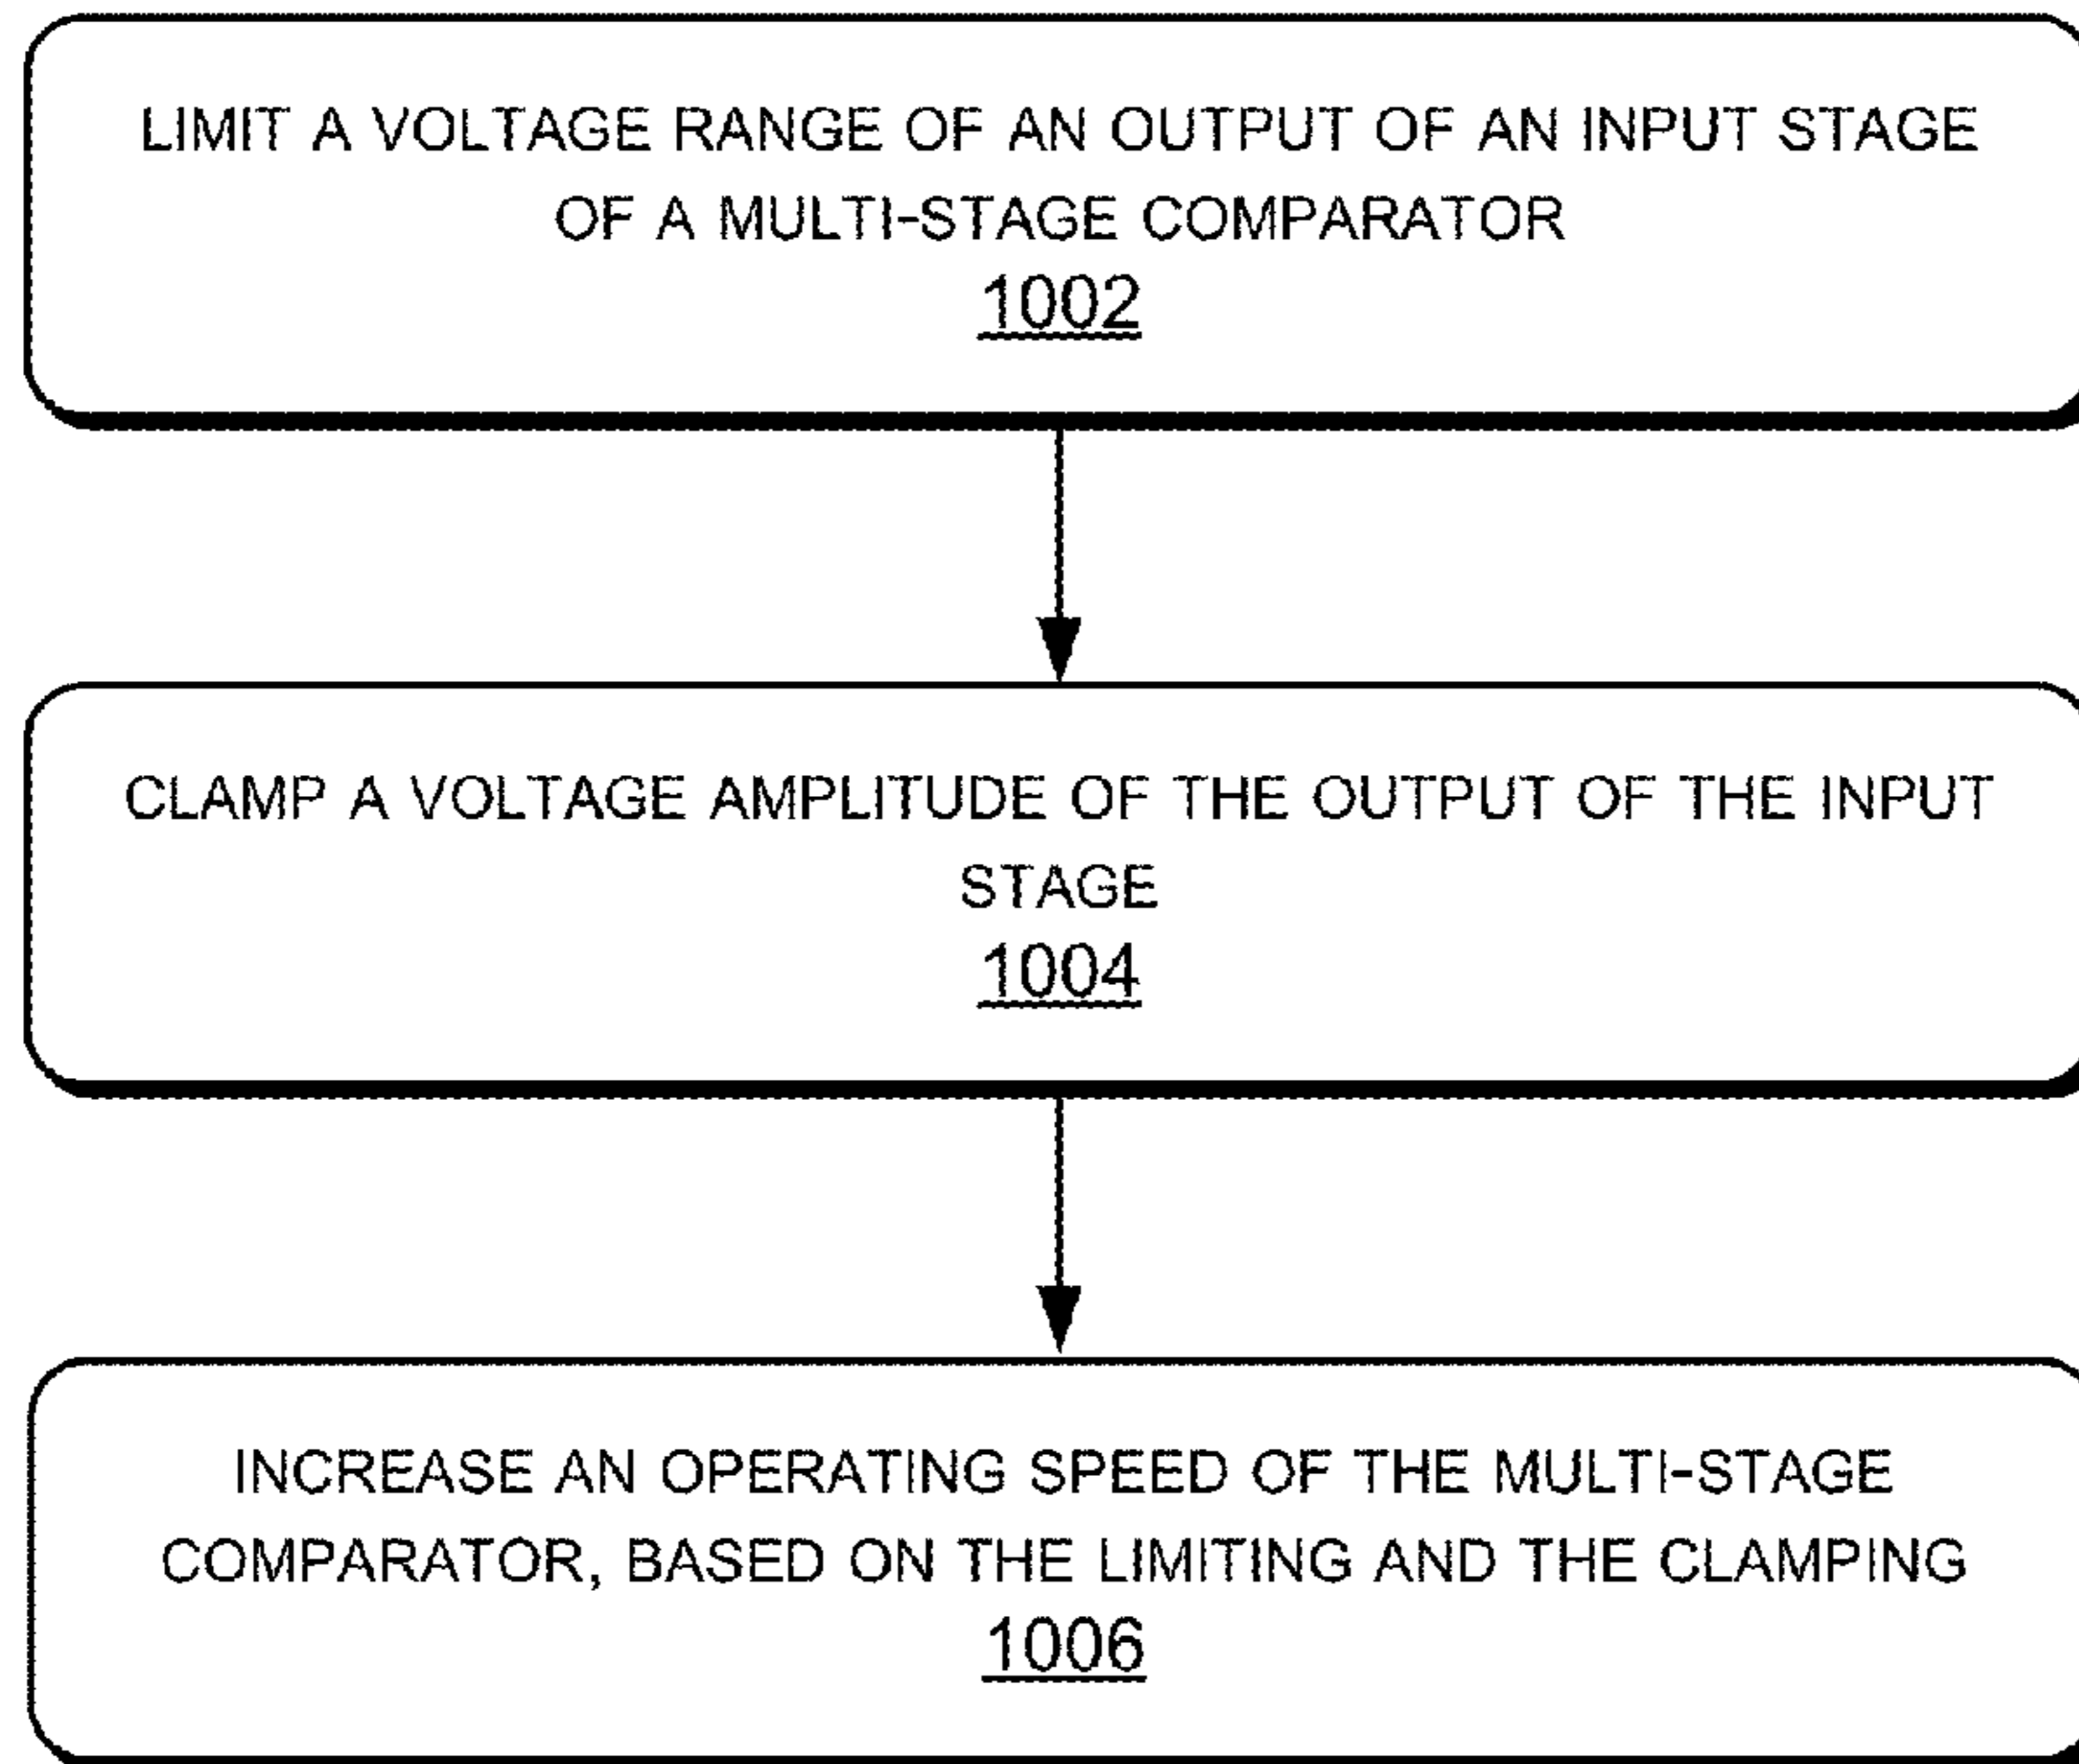 LIMIT A VOLTAGE RANGE OF AN OUTPUT OF AN INPUT STAGE
OF A MULTI-STAGE COMPARATOR
1002
CLAMP A VOLTAGE AMPLITUDE OF THE OUTPUT OF THE INPUT
STAGE
1004
INCREASE AN OPERATING SPEED OF THE MULTI-STAGE
COMPARATOR, BASED ON THE LIMITING AND THE CLAMPING
1006